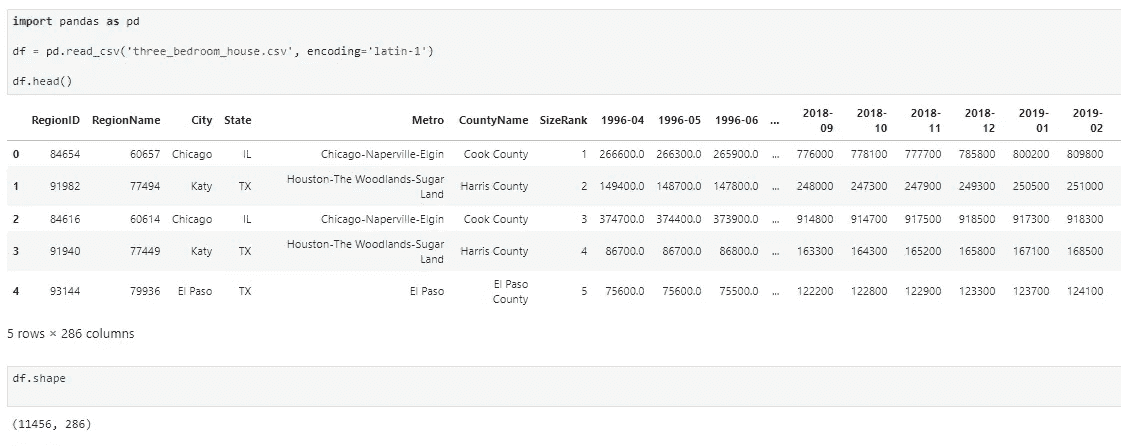 import pandas as pd
df = pd.read_csv('three_bedroom_house.csv', encoding='latin-1')
df.head()
RegionID RegionName City State Metro CountyName SizeRank 1996-04 1996-05 1996-06 ... 2018-09 2018-10 2018-11 2018-12 2019-01 2019-02
0 84654 60657 Chicago IL Chicago-Naperville-Elgin Cook County 1 266600.0 266300.0 265900.0 ... 776000 778100 777700 785800 800200 809800
1 91982 77494 Katy TX Houston-The Woodlands-Sugar Land Harris County 2 149400.0 148700.0 147800.0 ... 248000 247300 247900 249300 250500 251000
2 84616 60614 Chicago IL Chicago-Naperville-Elgin Cook County 3 374700.0 374400.0 373900.0 ... 914800 914700 917500 918500 917300 918300
3 91940 77449 Katy TX Houston-The Woodlands-Sugar Land Harris County 4 86700.0 86700.0 86800.0 ... 163300 164300 165200 165800 167100 168500
4 93144 79936 El Paso TX El Paso El Paso County 5 75600.0 75600.0 75500.0 ... 122200 122800 122900 123300 123700 124100
5 rows × 286 columns
df.shape
(11456, 286)